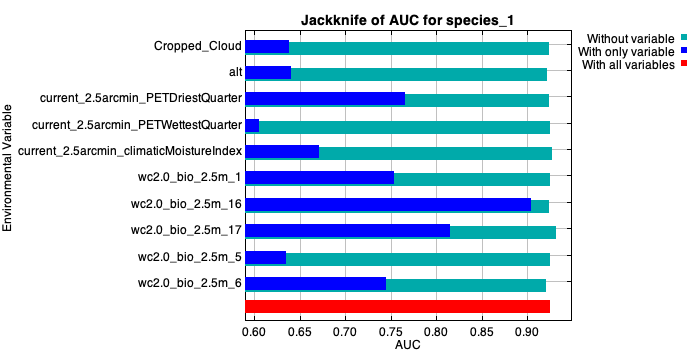 Jackknife of AUC for species_1
Without variable
With only variable
With all variables
Environmental Variable
Cropped_Cloud
alt
current_2.5arcmin_PETDriestQuarter
current_2.5arcmin_PETWettestQuarter
current_2.5arcmin_climaticMoistureIndex
wc2.0_bio_2.5m_1
wc2.0_bio_2.5m_16
wc2.0_bio_2.5m_17
wc2.0_bio_2.5m_5
wc2.0_bio_2.5m_6
0.60 0.65 0.70 0.75 0.80 0.85 0.90
AUC